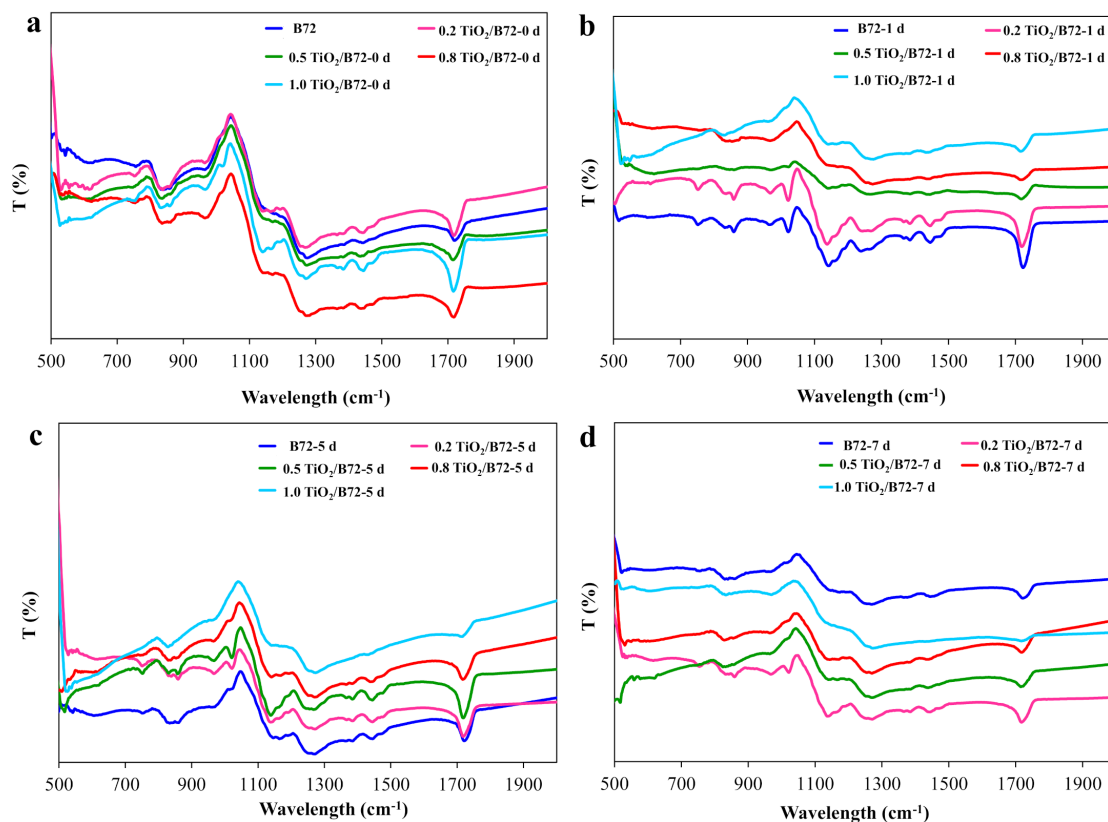 a
B72
0.2 TiO₂/B72-0 d
0.5 TiO₂/B72-0 d
0.8 TiO₂/B72-0 d
1.0 TiO₂/B72-0 d
T (%)
500 700 900 1100 1300 1500 1700 1900
Wavelength (cm⁻¹)
b
B72-1 d
0.2 TiO₂/B72-1 d
0.5 TiO₂/B72-1 d
0.8 TiO₂/B72-1 d
1.0 TiO₂/B72-1 d
T (%)
500 700 900 1100 1300 1500 1700 1900
Wavelength (cm⁻¹)
c
B72-5 d
0.2 TiO₂/B72-5 d
0.5 TiO₂/B72-5 d
0.8 TiO₂/B72-5 d
1.0 TiO₂/B72-5 d
T (%)
500 700 900 1100 1300 1500 1700 1900
Wavelength (cm⁻¹)
d
B72-7 d
0.2 TiO₂/B72-7 d
0.5 TiO₂/B72-7 d
0.8 TiO₂/B72-7 d
1.0 TiO₂/B72-7 d
T (%)
500 700 900 1100 1300 1500 1700 1900
Wavelength (cm⁻¹)